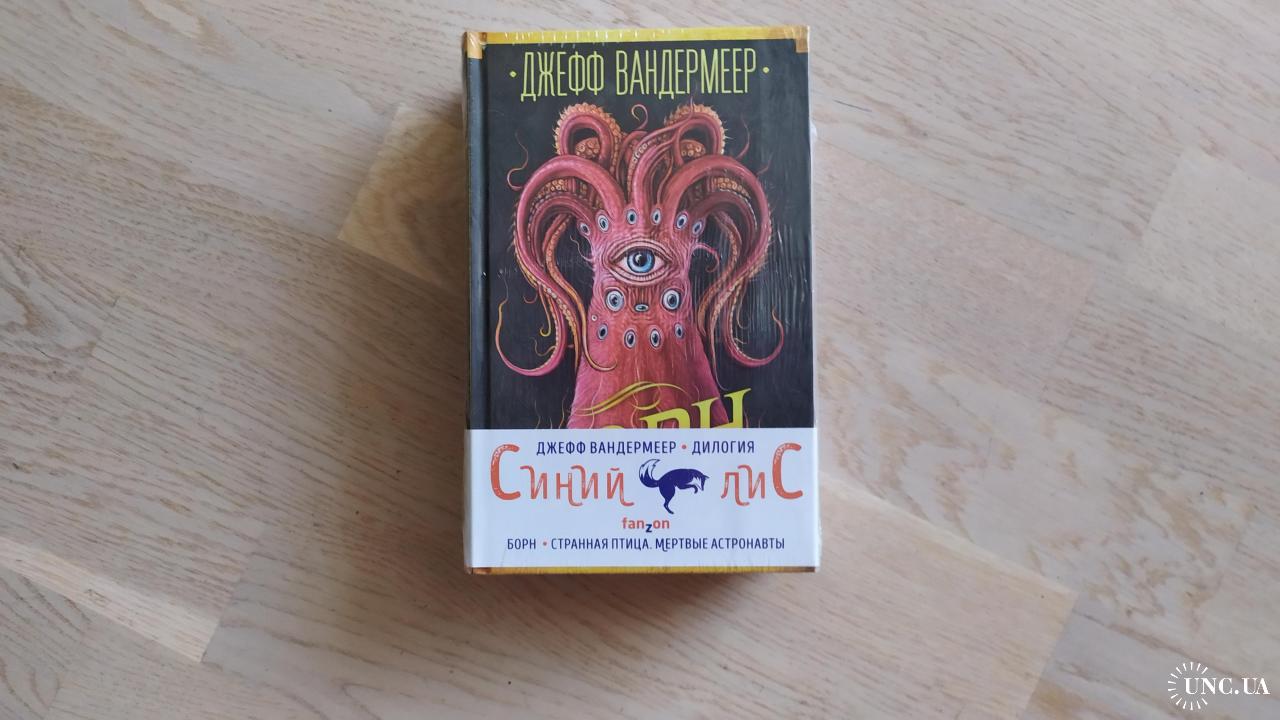 • ДЖЕФФ ВАНДЕРМЕЕР •
ДЖЕФФ ВАНДЕРМЕЕР • ДИЛОГИЯ
Синий лиС
fanzon
БОРН • СТРАННАЯ ПТИЦА. МЕРТВЫЕ АСТРОНАВТЫ
UNC.UA